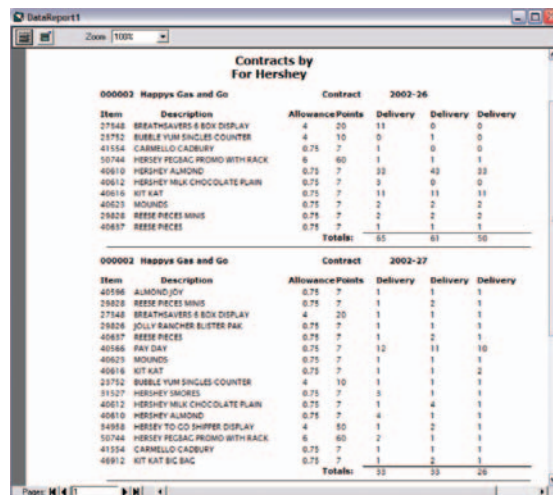 DataReport1
Zoom 100%
Contracts by
For Hershey
000002 Happys Gas and Go Contract 2002-26
Item Description Allowance Points Delivery Delivery Delivery
27548 BREATHSAVERS 6 BOX DISPLAY 4 20 11 0 0
23752 BUBBLE YUM SINGLES COUNTER 4 10 0 1 0
41554 CARMELLO CADBURY 0.75 7 1 0 0
50744 HERSEY PEGBAG PROMO WITH RACK 6 60 1 1 1
40610 HERSHEY ALMOND 0.75 7 33 43 33
40612 HERSHEY MILK CHOCOLATE PLAIN 0.75 7 3 0 0
40616 KIT KAT 0.75 7 11 11 11
40623 MOUNDS 0.75 7 2 2 2
29828 REESE PIECES MINIS 0.75 7 2 2 2
40637 REESE PIECES 0.75 7 1 1 1
Totals: 65 61 50
000002 Happys Gas and Go Contract 2002-27
Item Description Allowance Points Delivery Delivery Delivery
40596 ALMOND JOY 0.75 7 1 1 1
29828 REESE PIECES MINIS 0.75 7 1 2 1
27548 BREATHSAVERS 6 BOX DISPLAY 4 20 1 1 1
29826 JOLLY RANCHER BLISTER PAK 0.75 7 1 1 1
40637 REESE PIECES 0.75 7 1 2 1
40566 PAY DAY 0.75 7 12 11 10
40623 MOUNDS 0.75 7 1 1 1
40616 KIT KAT 0.75 7 1 1 2
23752 BUBBLE YUM SINGLES COUNTER 4 10 1 1 1
31527 HERSHEY SMORES 0.75 7 3 1 1
40612 HERSHEY MILK CHOCOLATE PLAIN 0.75 7 1 4 1
40610 HERSHEY ALMOND 0.75 7 4 1 1
54958 HERSEY TO GO SHIPPER DISPLAY 4 50 1 2 1
50744 HERSEY PEGBAG PROMO WITH RACK 6 60 2 1 1
41554 CARMELLO CADBURY 0.75 7 1 1 1
46912 KIT KAT BIG BAG 0.75 7 1 2 1
Totals: 33 33 26
Pages: 1